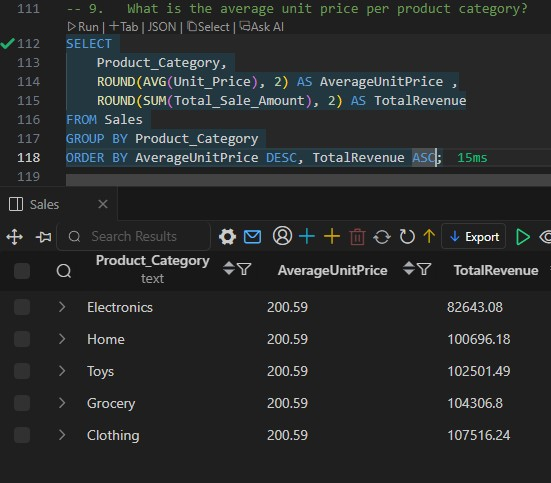 111 -- 9. What is the average unit price per product category?
Run | Tab | JSON | Select | Ask AI
112 SELECT
113 Product_Category,
114 ROUND(AVG(Unit_Price), 2) AS AverageUnitPrice ,
115 ROUND(SUM(Total_Sale_Amount), 2) AS TotalRevenue
116 FROM Sales
117 GROUP BY Product_Category
118 ORDER BY AverageUnitPrice DESC, TotalRevenue ASC; 15ms
119
Sales
Search Results Export
Product_Category AverageUnitPrice TotalRevenue
text
Electronics 200.59 82643.08
Home 200.59 100696.18
Toys 200.59 102501.49
Grocery 200.59 104306.8
Clothing 200.59 107516.24